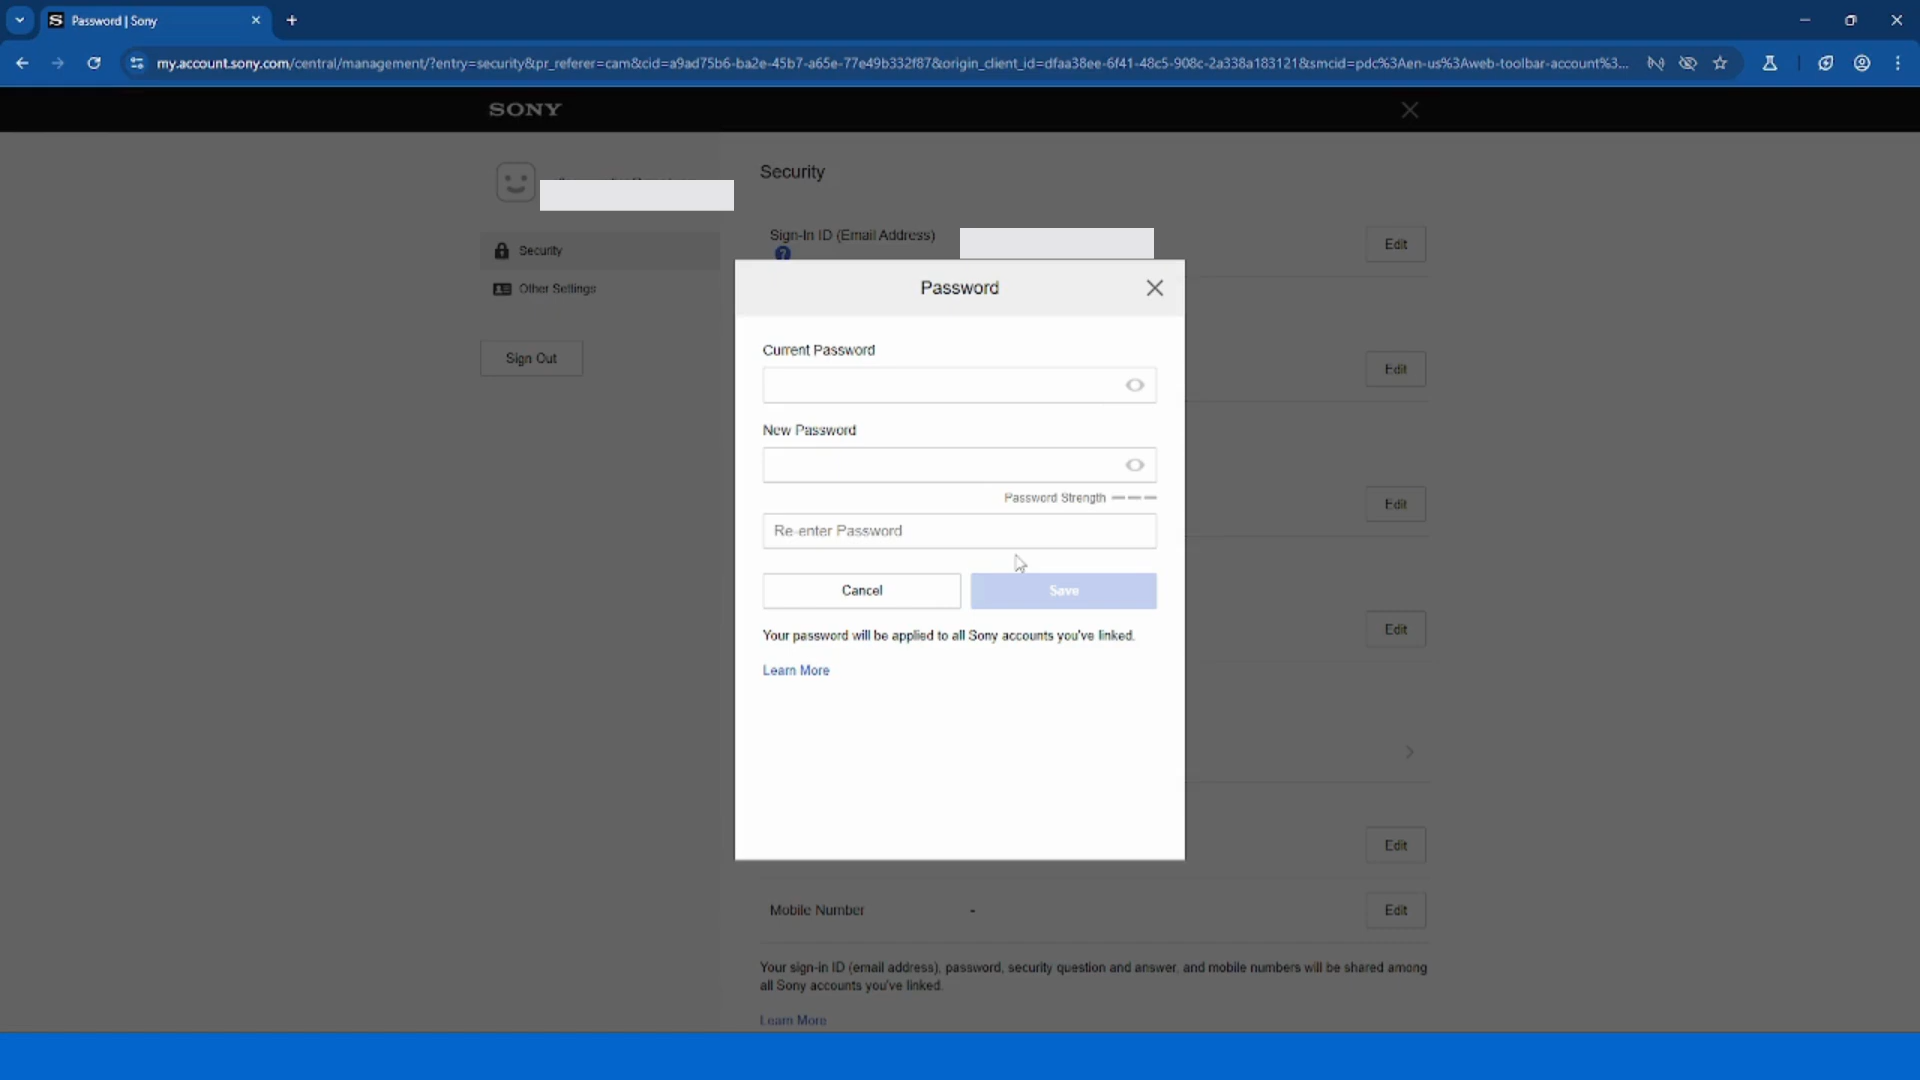 Password | Sony
my.account.sony.com/central/management/?entry=security&pr_referer=cam&cid=a9ad75b6-ba2e-45b7-a65e-77e49b332f87&origin_client_id=dfaa38ee-6f41-48c5-908c-2a338a183121&smcid=pdc%3Aen-us%3Aweb-toolbar-account%3...
SONY
Security
Sign-In ID (Email Address)
Edit
Security
Other Settings
Sign Out
Password
Current Password
Edit
New Password
Password Strength
Edit
Re-enter Password
Cancel
Save
Your password will be applied to all Sony accounts you've linked.
Edit
Learn More
Edit
Mobile Number
-
Edit
Your sign-in ID (email address), password, security question and answer, and mobile numbers will be shared among
all Sony accounts you've linked.
Learn More